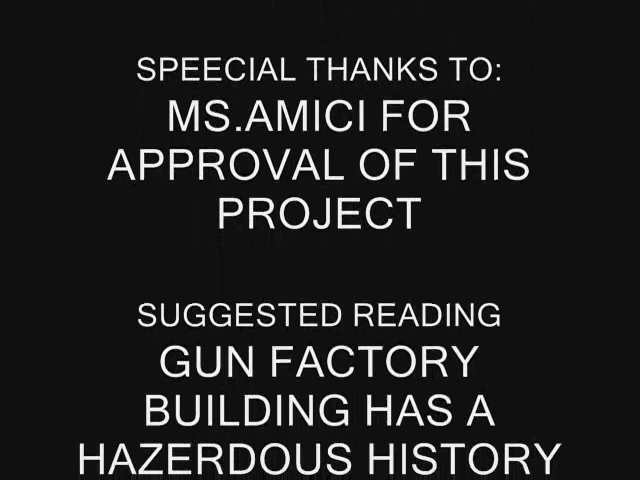 SPEECIAL THANKS TO:
MS.AMICI FOR
APPROVAL OF THIS
PROJECT
SUGGESTED READING
GUN FACTORY
BUILDING HAS A
HAZERDOUS HISTORY